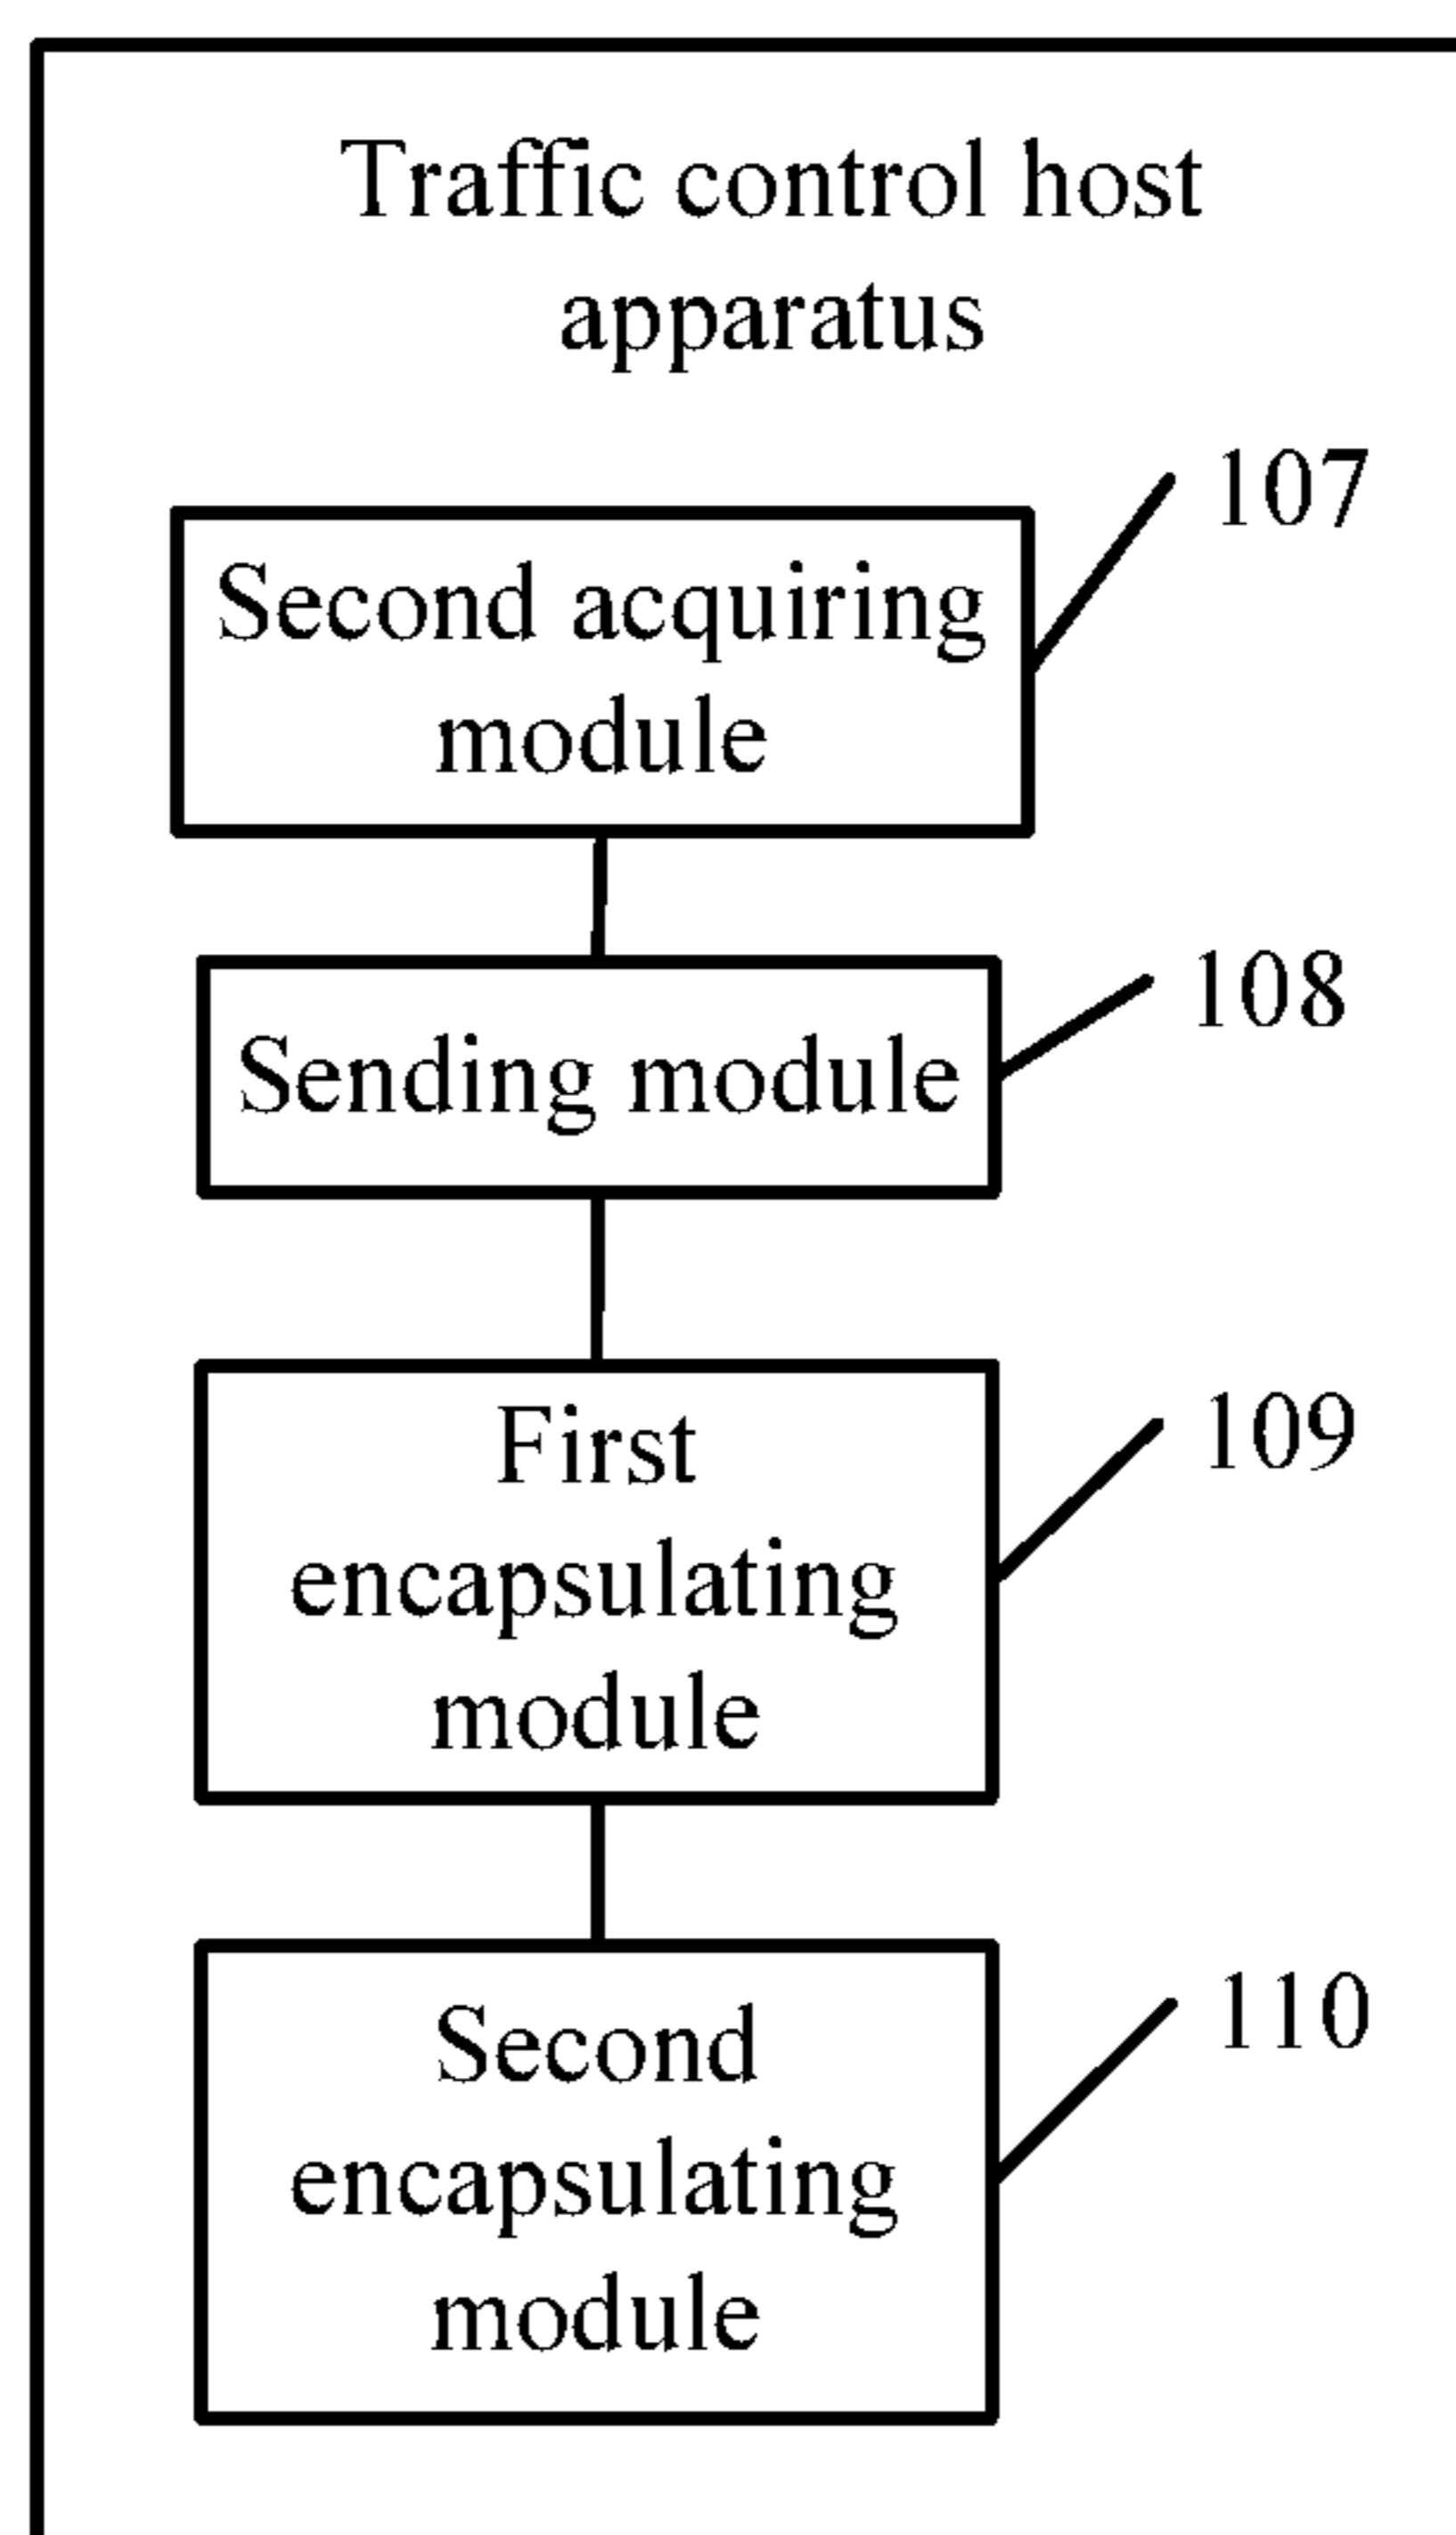 Traffic control host
apparatus
107
Second acquiring
module
108
Sending module
109
First
encapsulating
module
110
Second
encapsulating
module